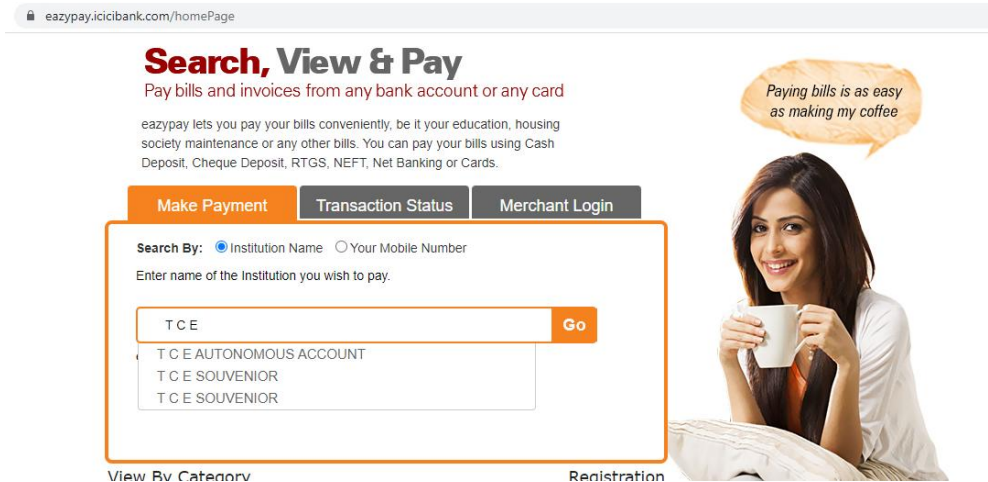 eazypay.icicibank.com/homePage
Search, View & Pay
Pay bills and invoices from any bank account or any card
eazypay lets you pay your bills conveniently, be it your education, housing
society maintenance or any other bills. You can pay your bills using Cash
Deposit, Cheque Deposit, RTGS, NEFT, Net Banking or Cards.
Paying bills is as easy
as making my coffee
Make Payment Transaction Status Merchant Login
Search By: Institution Name Your Mobile Number
Enter name of the Institution you wish to pay.
T C E Go
T C E AUTONOMOUS ACCOUNT
T C E SOUVENIOR
T C E SOUVENIOR
View By Category Registration